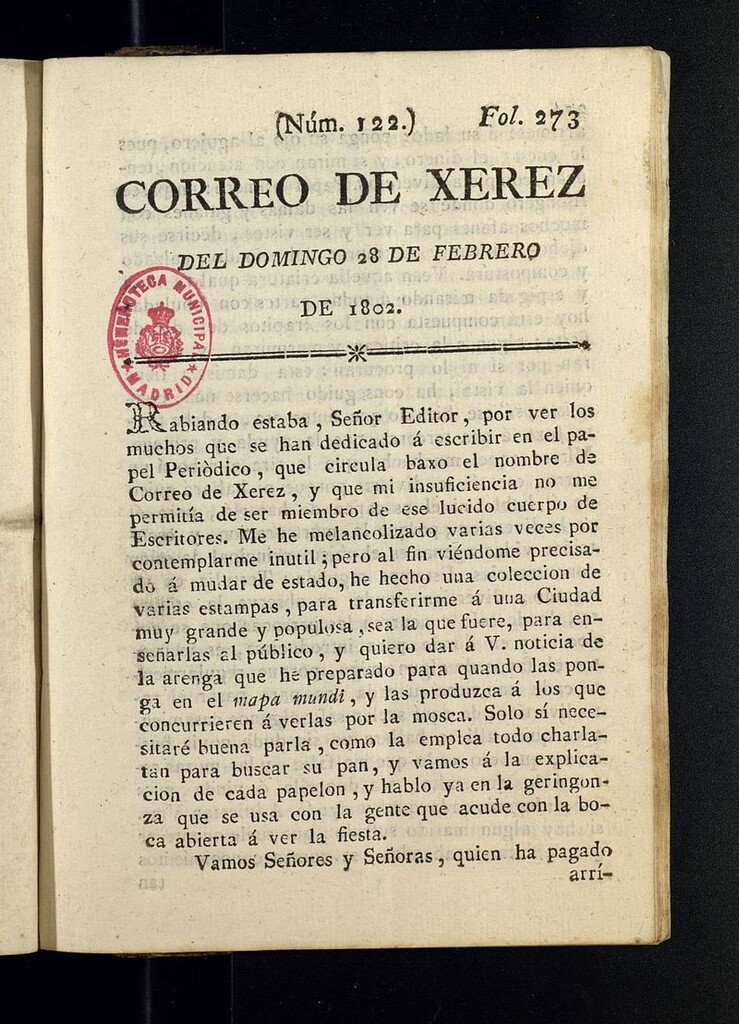 (Núm. 122.) Fol. 273
CORREO DE XEREZ
DEL DOMINGO 28 DE FEBRERO
DE 1802.
HEMEROTECA MUNICIPAL
★ MADRID ★
Rabiando estaba, Señor Editor, por ver los
muchos que se han dedicado á escribir en el pa-
pel Periòdico, que circula baxo el nombre de
Correo de Xerez, y que mi insuficiencia no me
permitía de ser miembro de ese lucido cuerpo de
Escritores. Me he melancolizado varias veces por
contemplarme inutil; pero al fin viéndome precisa-
do á mudar de estado, he hecho una coleccion de
varias estampas, para transferirme á una Ciudad
muy grande y populosa, sea la que fuere, para en-
señarlas al público, y quiero dar á V. noticia de
la arenga que he preparado para quando las pon-
ga en el mapa mundi, y las produzca á los que
concurrieren á verlas por la mosca. Solo sí nece-
sitaré buena parla, como la emplea todo charla-
tan para buscar su pan, y vamos á la explica-
cion de cada papelon, y hablo ya en la geringon-
za que se usa con la gente que acude con la bo-
ca abierta á ver la fiesta.
Vamos Señores y Señoras, quien ha pagado
arrí-